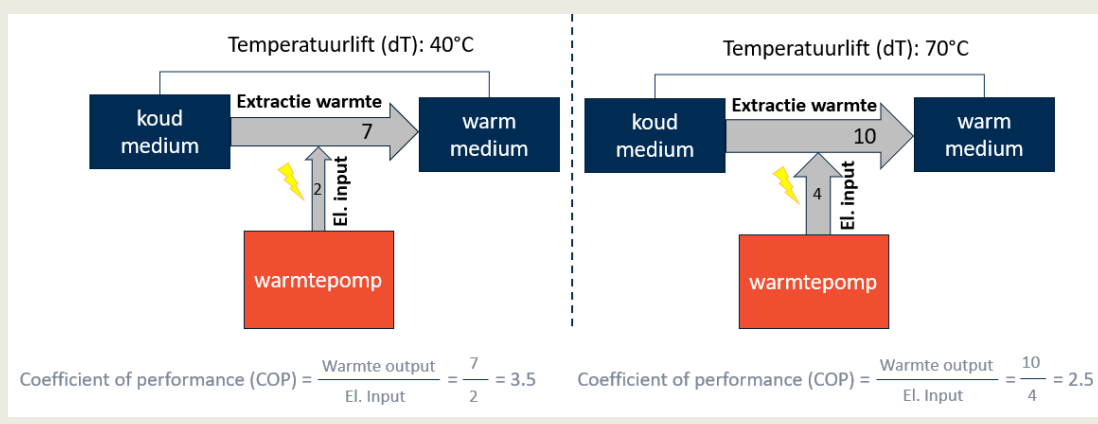 Temperatuurlift (dT): 40°C
koud
medium
Extractie warmte
7
warm
medium
2
El. input
warmtepomp
Coefficient of performance (COP) = Warmte output / El. Input = 7 / 2 = 3.5
Temperatuurlift (dT): 70°C
koud
medium
Extractie warmte
10
warm
medium
4
El. input
warmtepomp
Coefficient of performance (COP) = Warmte output / El. Input = 10 / 4 = 2.5